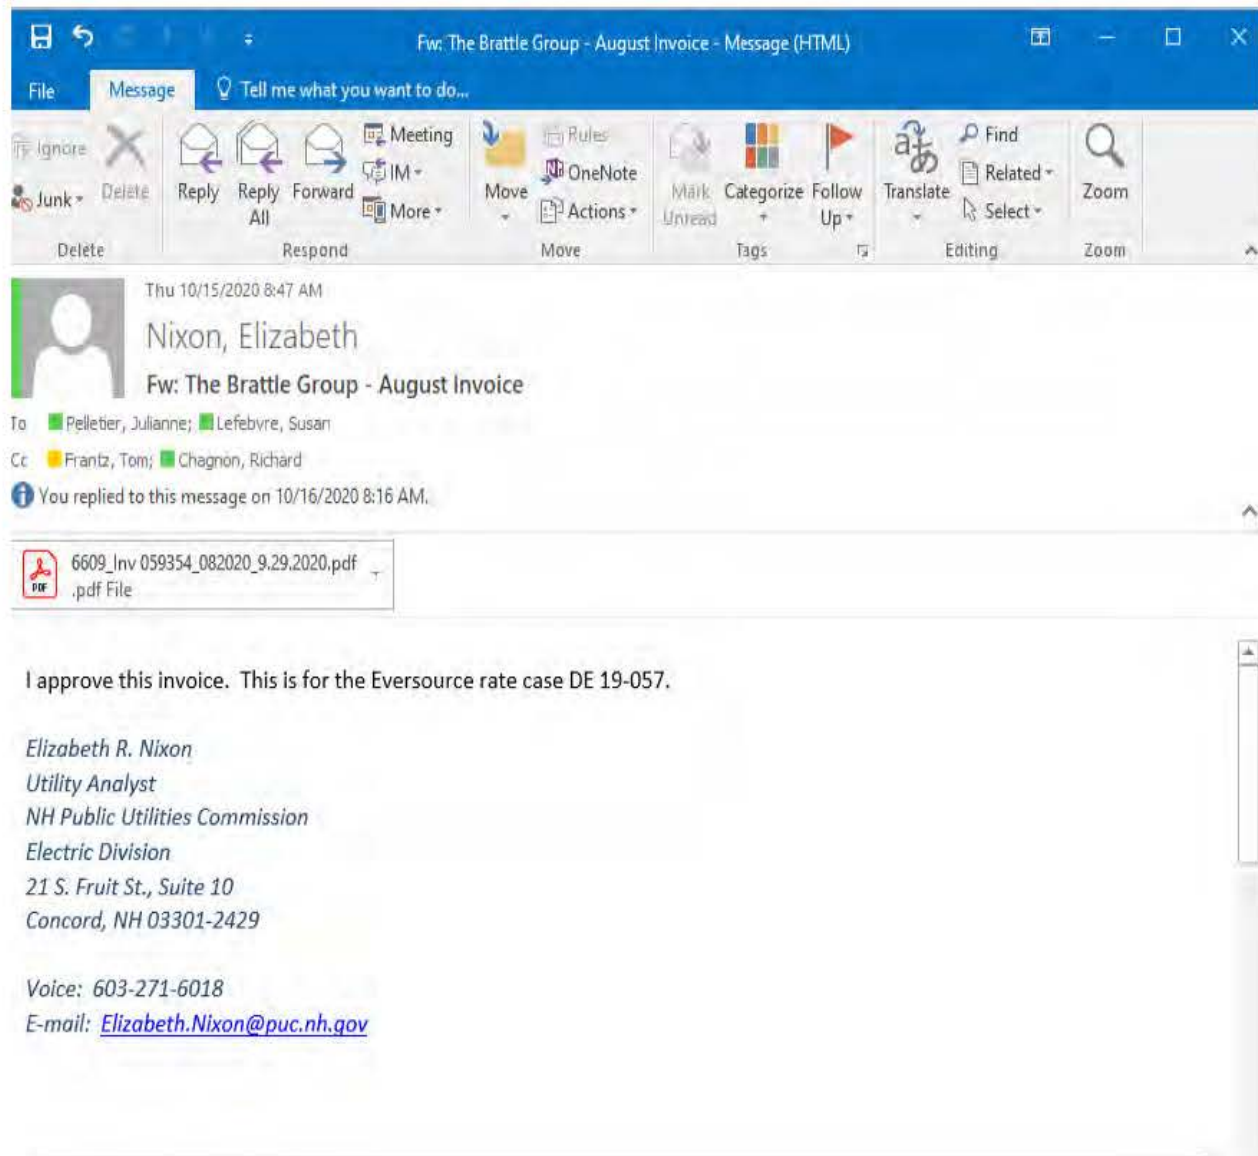 Fw: The Brattle Group - August Invoice - Message (HTML)
File Message Tell me what you want to do...
Ignore
Junk
Delete
Reply
Reply All
Forward
Meeting
IM
More
Move
Rules
OneNote
Actions
Mark Unread
Categorize
Follow Up
Translate
Find
Related
Select
Zoom
Delete Respond Move Tags Editing Zoom
Thu 10/15/2020 8:47 AM
Nixon, Elizabeth
Fw: The Brattle Group - August Invoice
To Pelletier, Julianne; Lefebvre, Susan
Cc Frantz, Tom; Chagnon, Richard
You replied to this message on 10/16/2020 8:16 AM.
PDF
6609_Inv 059354_082020_9.29.2020.pdf
.pdf File
I approve this invoice. This is for the Eversource rate case DE 19-057.
Elizabeth R. Nixon
Utility Analyst
NH Public Utilities Commission
Electric Division
21 S. Fruit St., Suite 10
Concord, NH 03301-2429
Voice: 603-271-6018
E-mail: Elizabeth.Nixon@puc.nh.gov